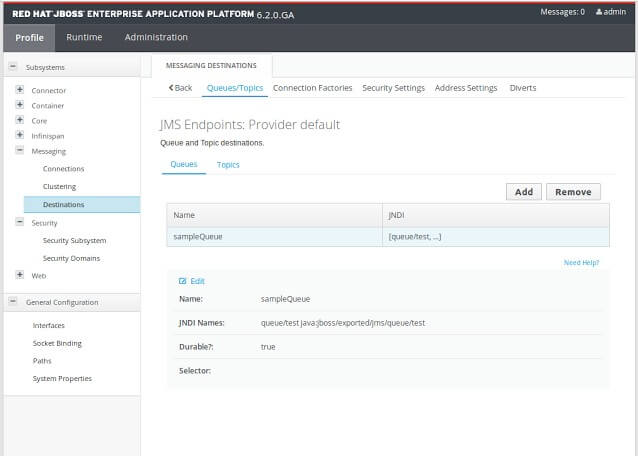 RED HAT JBOSS ENTERPRISE APPLICATION PLATFORM 6.2.0.GA
Messages: 0 admin
Profile Runtime Administration
Subsystems
Connector
Container
Core
Infinispan
Messaging
Connections
Clustering
Destinations
Security
Security Subsystem
Security Domains
Web
General Configuration
Interfaces
Socket Binding
Paths
System Properties
MESSAGING DESTINATIONS
Back Queues/Topics Connection Factories Security Settings Address Settings Diverts
JMS Endpoints: Provider default
Queue and Topic destinations.
Queues Topics
Add Remove
Name JNDI
sampleQueue [queue/test, ...]
Need Help?
Edit
Name: sampleQueue
JNDI Names: queue/test java:jboss/exported/jms/queue/test
Durable?: true
Selector: